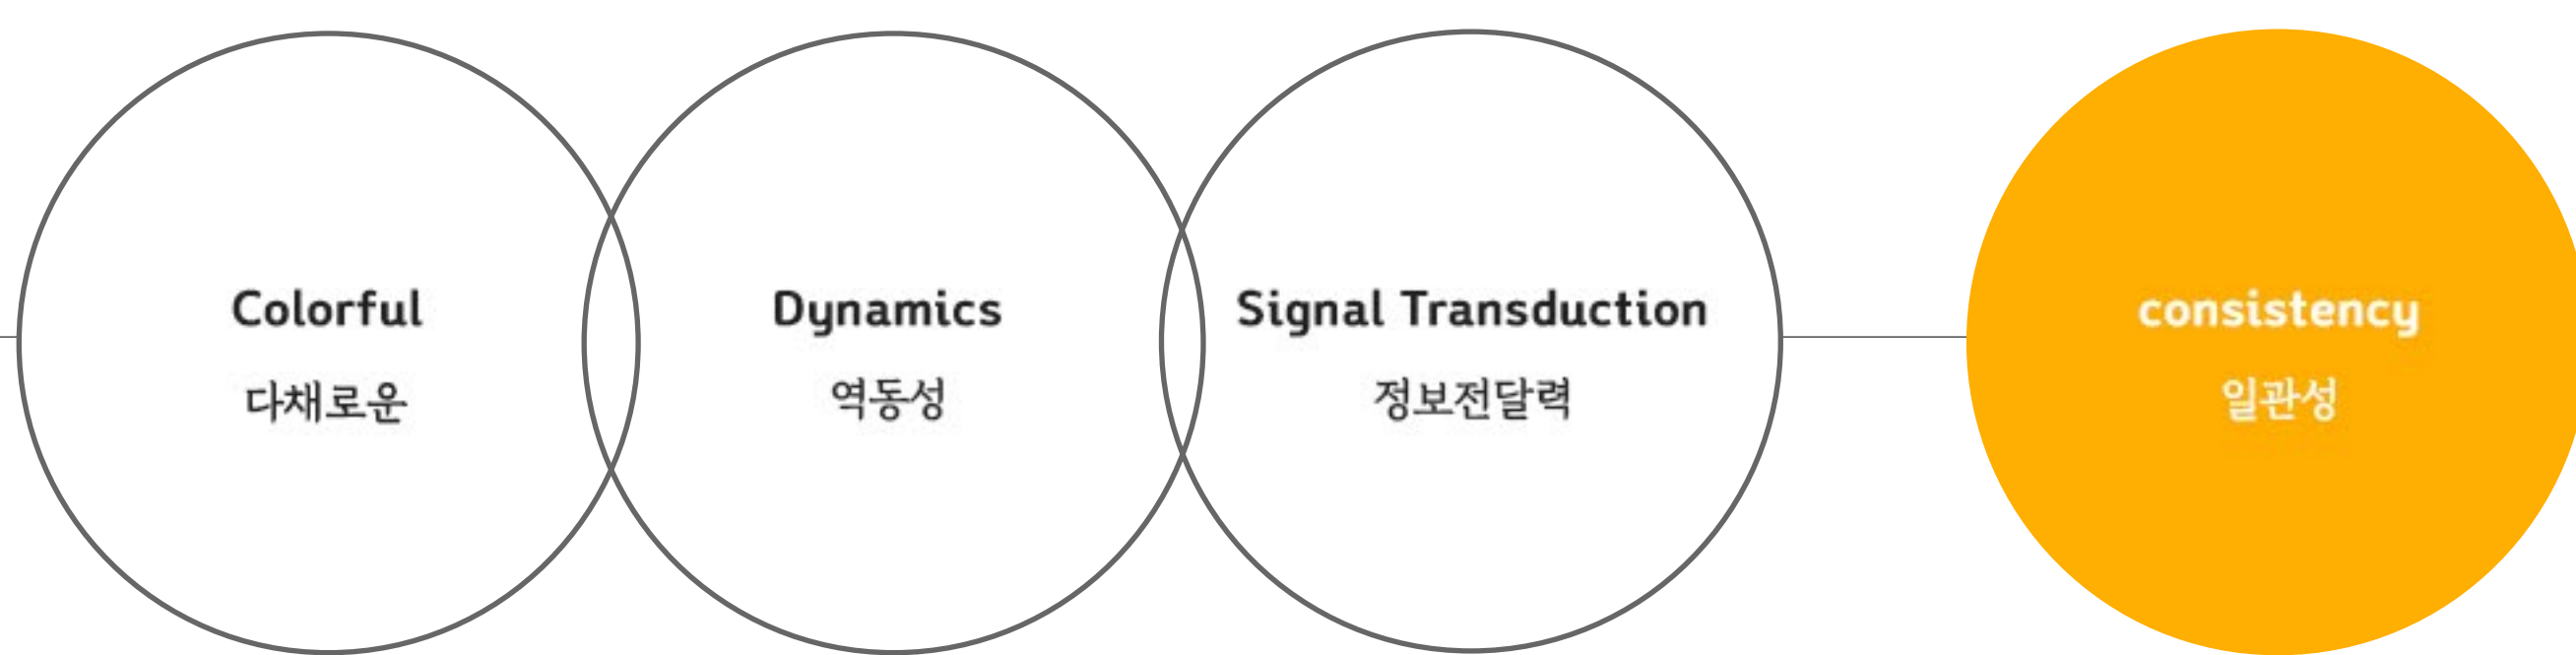 Colorful
다채로운
Dynamics
역동성
Signal Transduction
정보전달력
consistency
일관성